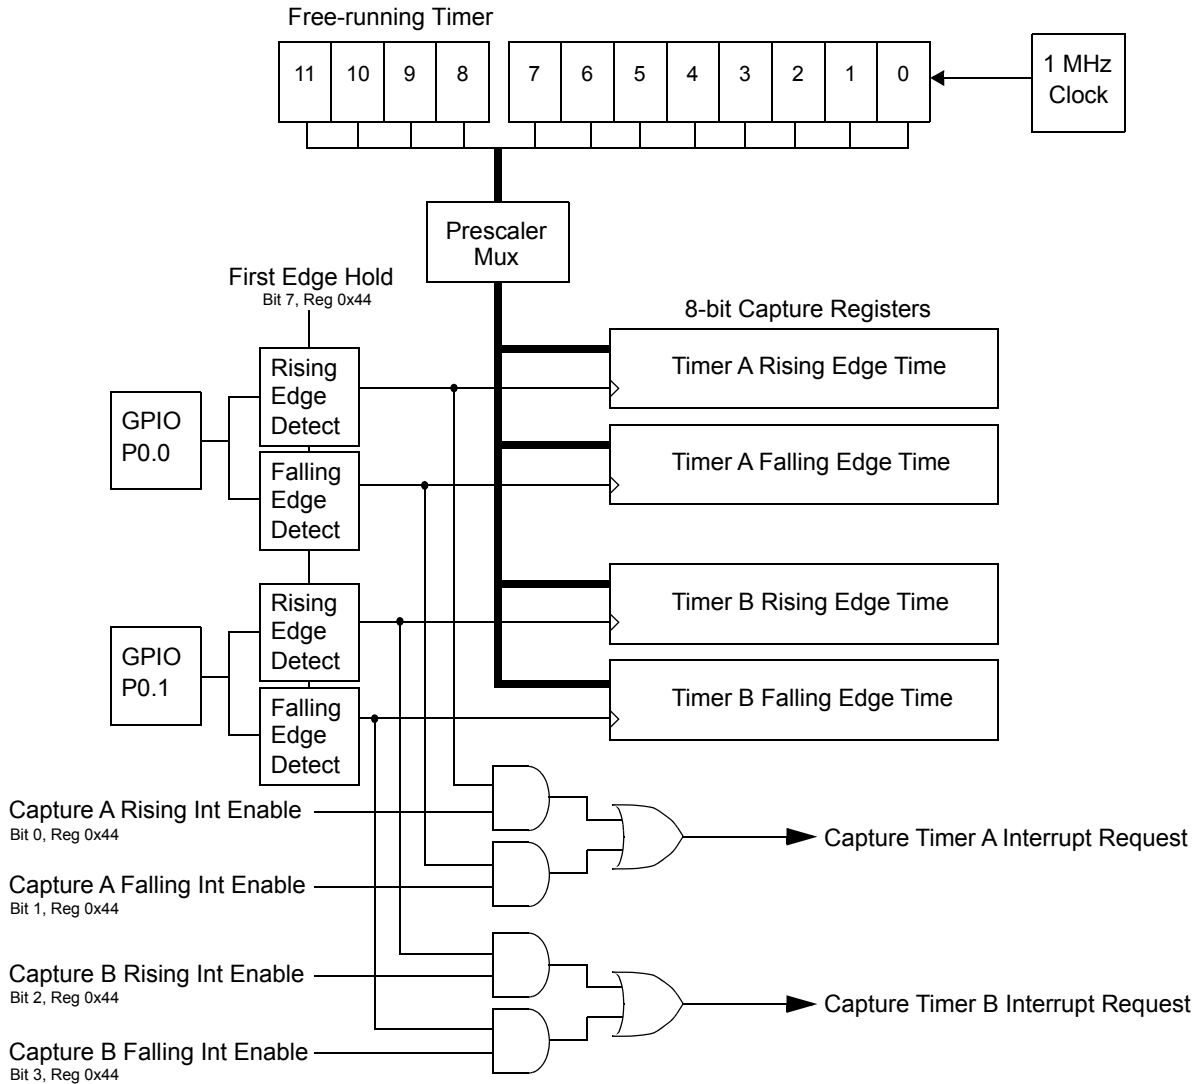 Free-running Timer
11 10 9 8 7 6 5 4 3 2 1 0
1 MHz
Clock
Prescaler
Mux
First Edge Hold
Bit 7, Reg 0x44
8-bit Capture Registers
Rising
Edge
Detect
Timer A Rising Edge Time
GPIO
P0.0
Falling
Edge
Detect
Timer A Falling Edge Time
Rising
Edge
Detect
Timer B Rising Edge Time
GPIO
P0.1
Falling
Edge
Detect
Timer B Falling Edge Time
Capture A Rising Int Enable
Bit 0, Reg 0x44
Capture Timer A Interrupt Request
Capture A Falling Int Enable
Bit 1, Reg 0x44
Capture B Rising Int Enable
Bit 2, Reg 0x44
Capture Timer B Interrupt Request
Capture B Falling Int Enable
Bit 3, Reg 0x44